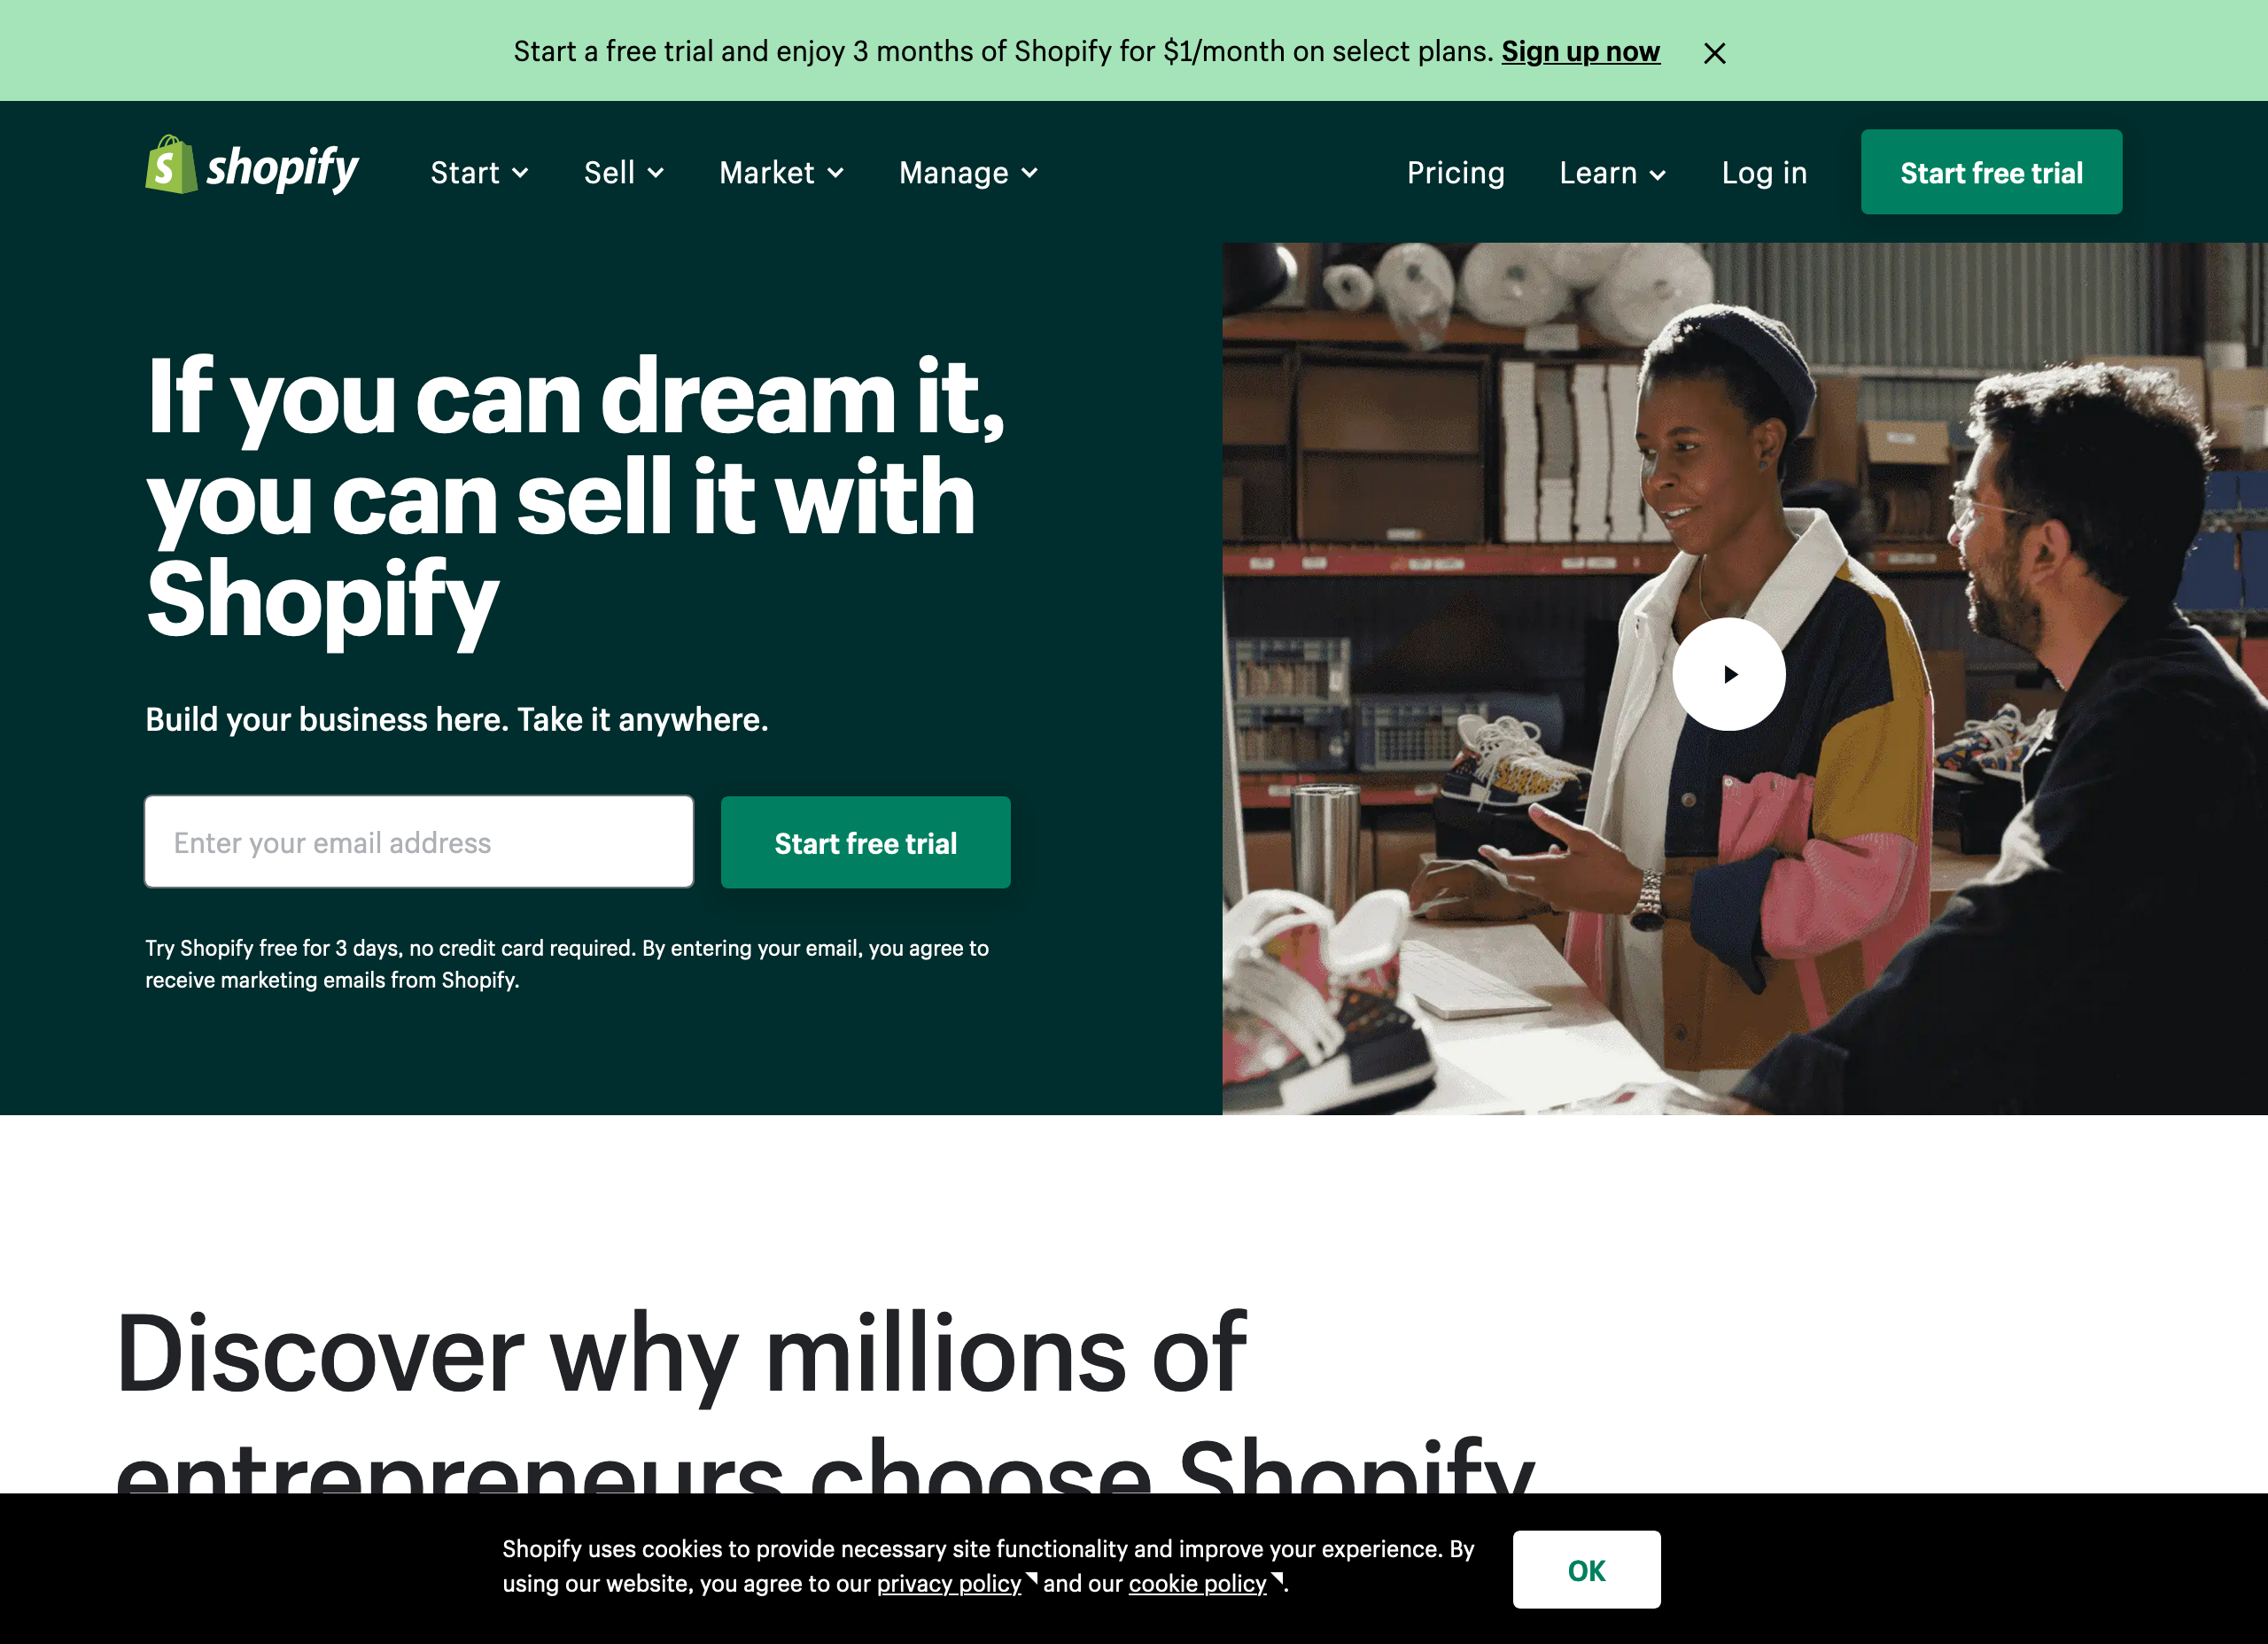 Start a free trial and enjoy 3 months of Shopify for $1/month on select plans. Sign up now
shopify
Start
Sell
Market
Manage
Pricing
Learn
Log in
Start free trial
If you can dream it,
you can sell it with
Shopify
Build your business here. Take it anywhere.
Enter your email address
Start free trial
Try Shopify free for 3 days, no credit card required. By entering your email, you agree to
receive marketing emails from Shopify.
Discover why millions of
entrepreneurs choose Shopify
Shopify uses cookies to provide necessary site functionality and improve your experience. By
using our website, you agree to our privacy policy and our cookie policy.
OK